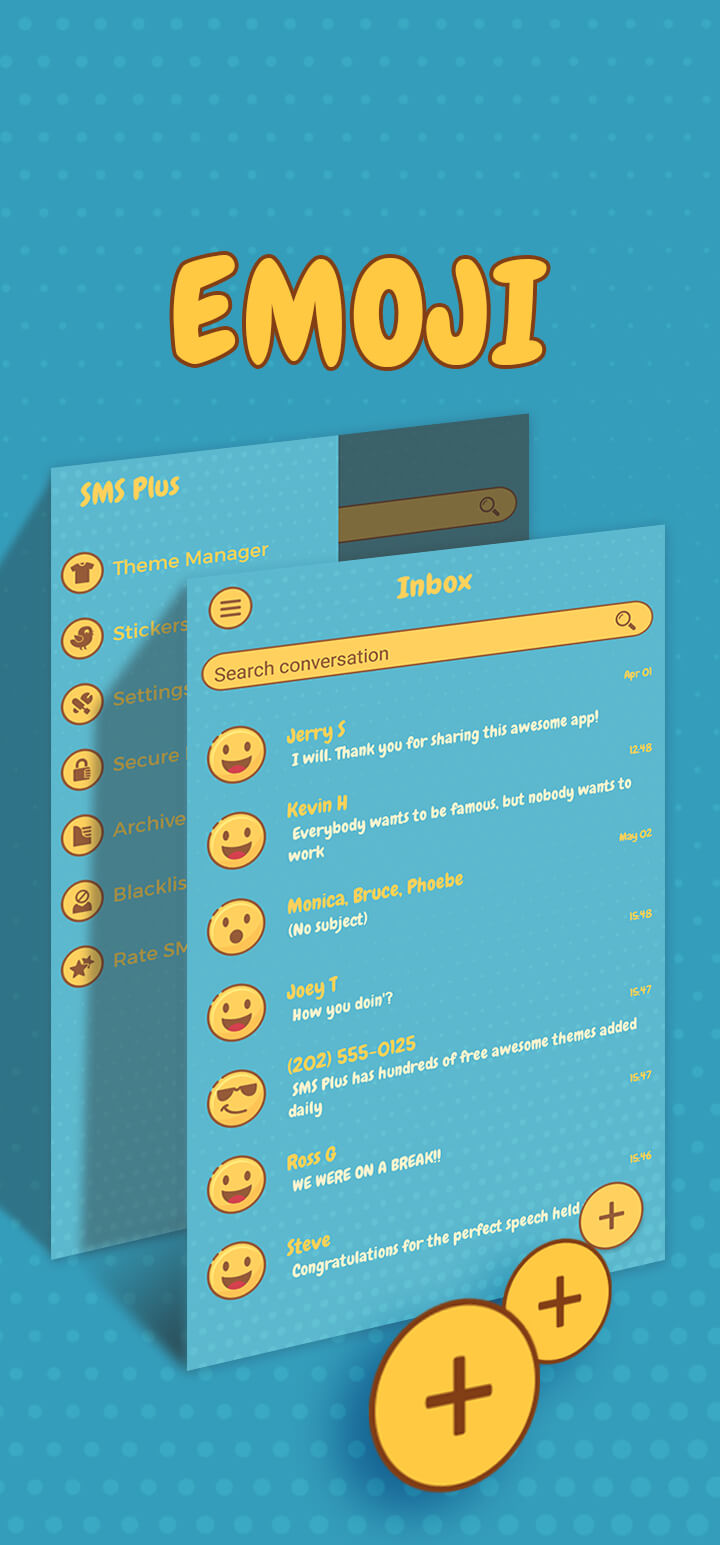 EMOJI
SMS Plus
Theme Manager
Stickers
Settings
Secure
Archive
Blacklis
Rate SM
Inbox
Search conversation
Apr 01
Jerry S
I will. Thank you for sharing this awesome app!
12:48
Kevin H
Everybody wants to be famous, but nobody wants to
work
May 02
Monica, Bruce, Phoebe
(No subject)
15:48
Joey T
How you doin'?
15:47
(202) 555-0125
SMS Plus has hundreds of free awesome themes added
daily
15:47
Ross G
WE WERE ON A BREAK!!
15:46
Steve
Congratulations for the perfect speech held